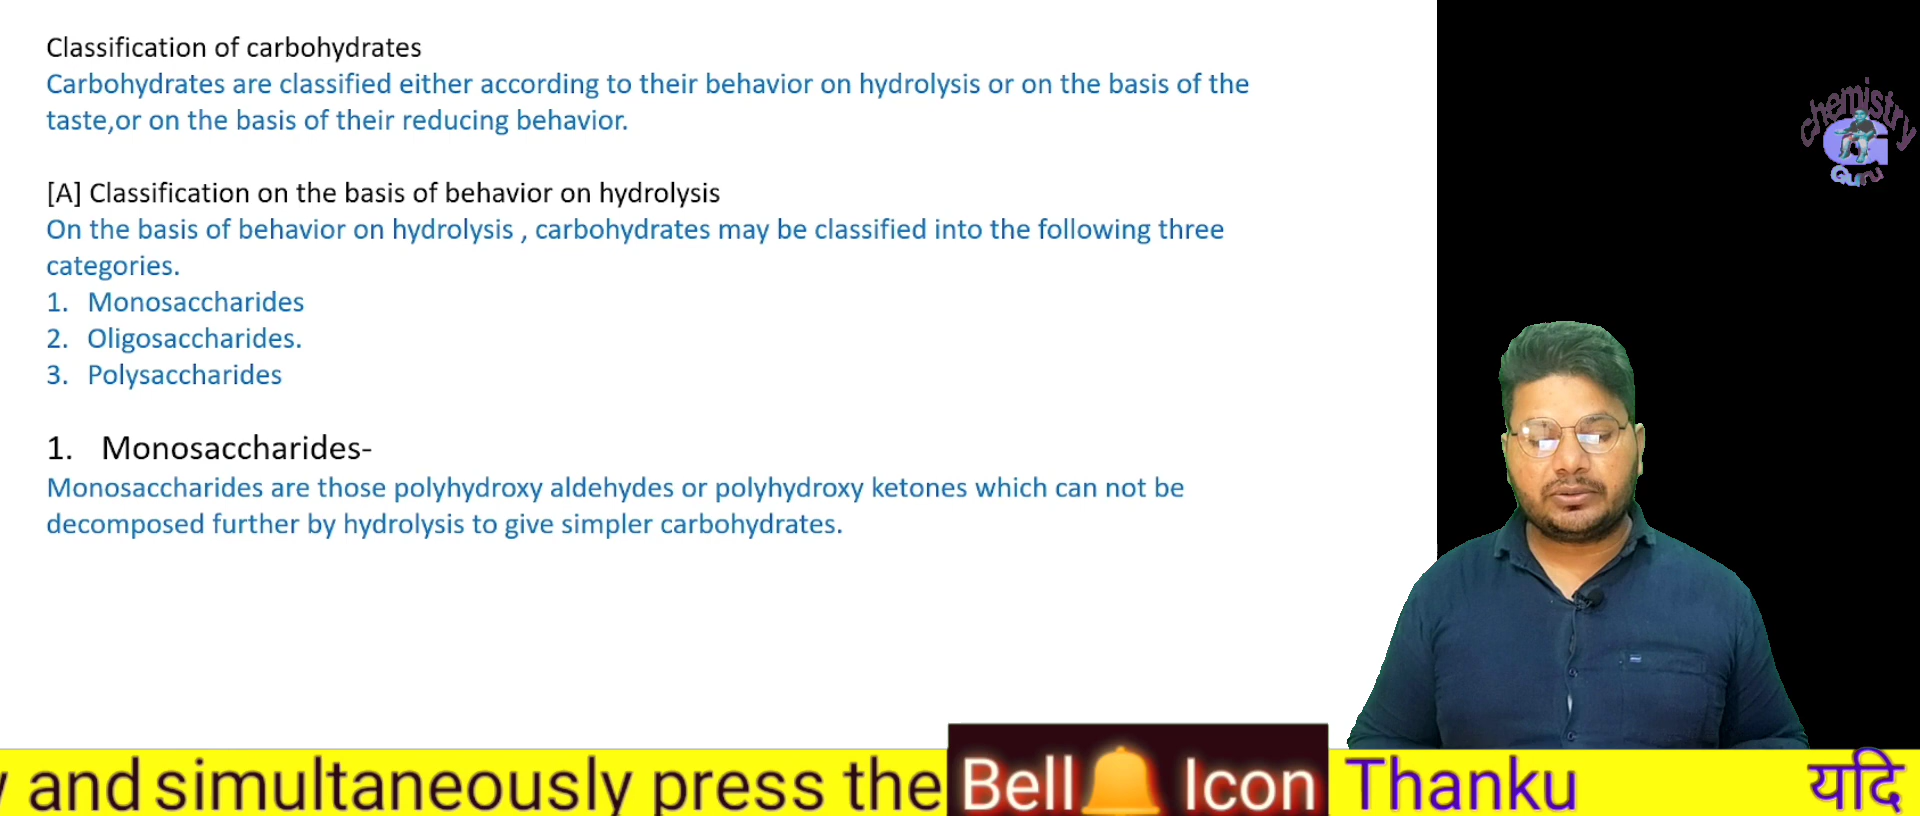 Classification of carbohydrates
Carbohydrates are classified either according to their behavior on hydrolysis or on the basis of the
taste,or on the basis of their reducing behavior.
[A] Classification on the basis of behavior on hydrolysis
On the basis of behavior on hydrolysis , carbohydrates may be classified into the following three
categories.
1. Monosaccharides
2. Oligosaccharides.
3. Polysaccharides
1. Monosaccharides-
Monosaccharides are those polyhydroxy aldehydes or polyhydroxy ketones which can not be
decomposed further by hydrolysis to give simpler carbohydrates.
chemistry
G
Guru
and simultaneously press the Bell Icon Thanku यदि